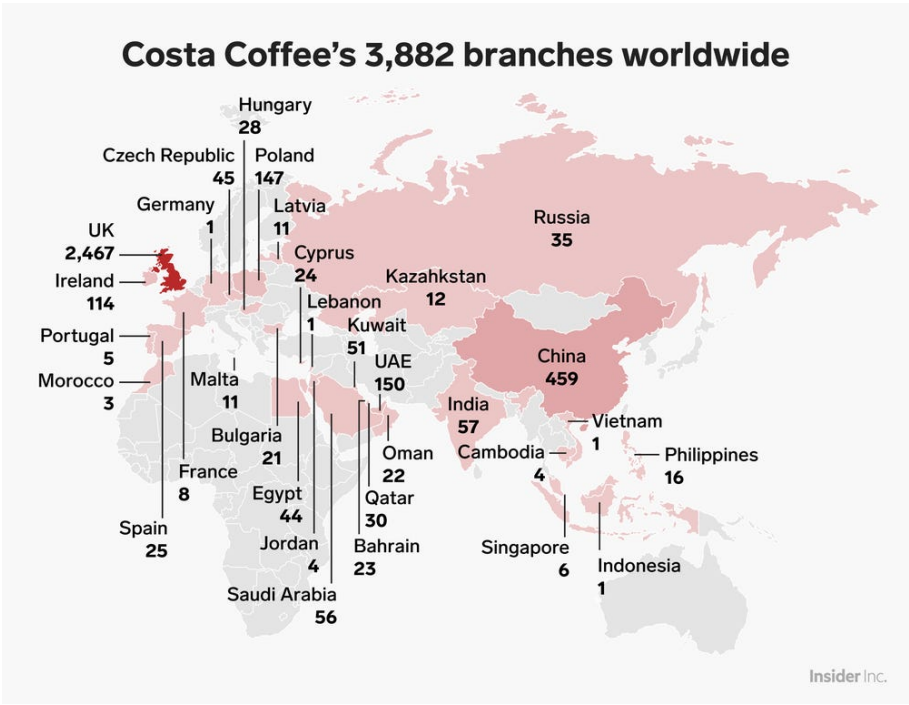 Costa Coffee's 3,882 branches worldwide
Hungary
28
Czech Republic
45
Poland
147
Germany
1
Latvia
11
UK
2,467
Ireland
114
Cyprus
24
Russia
35
Kazahkstan
12
Lebanon
1
Kuwait
51
UAE
150
Portugal
5
Morocco
3
Malta
11
China
459
India
57
Vietnam
1
Cambodia
4
Philippines
16
Bulgaria
21
Oman
22
France
8
Egypt
44
Qatar
30
Spain
25
Jordan
4
Bahrain
23
Singapore
6
Indonesia
1
Saudi Arabia
56
Insider Inc.